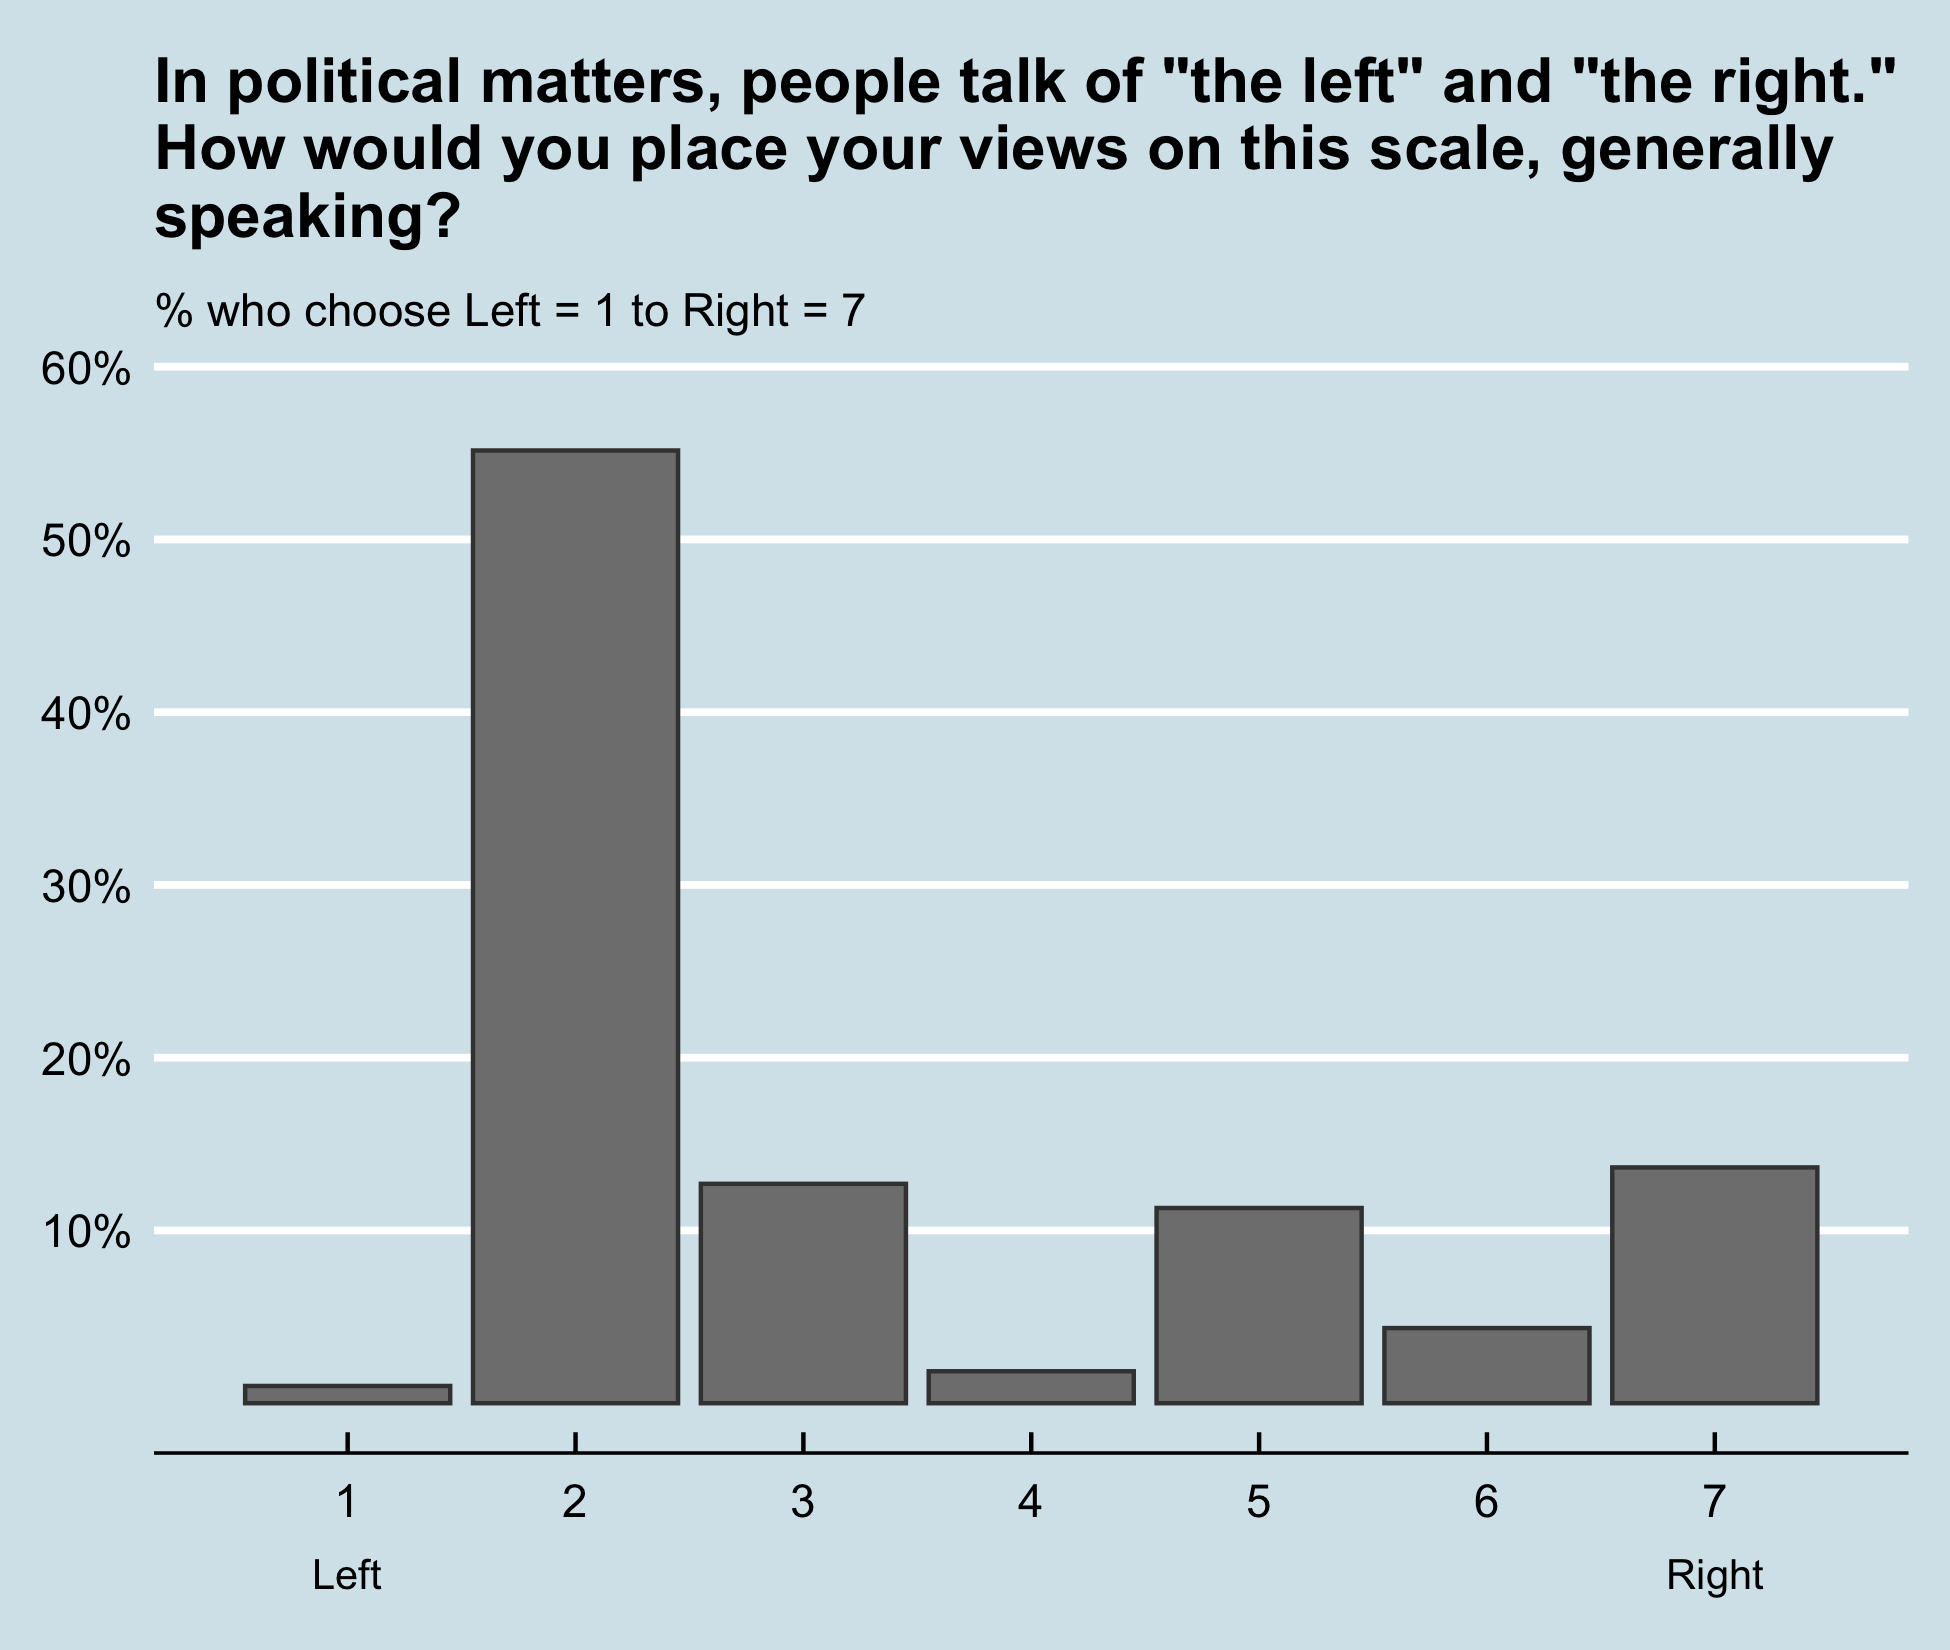 In political matters, people talk of "the left" and "the right."
How would you place your views on this scale, generally
speaking?
% who choose Left = 1 to Right = 7
60%
50%
40%
30%
20%
10%
1 2 3 4 5 6 7
Left Right